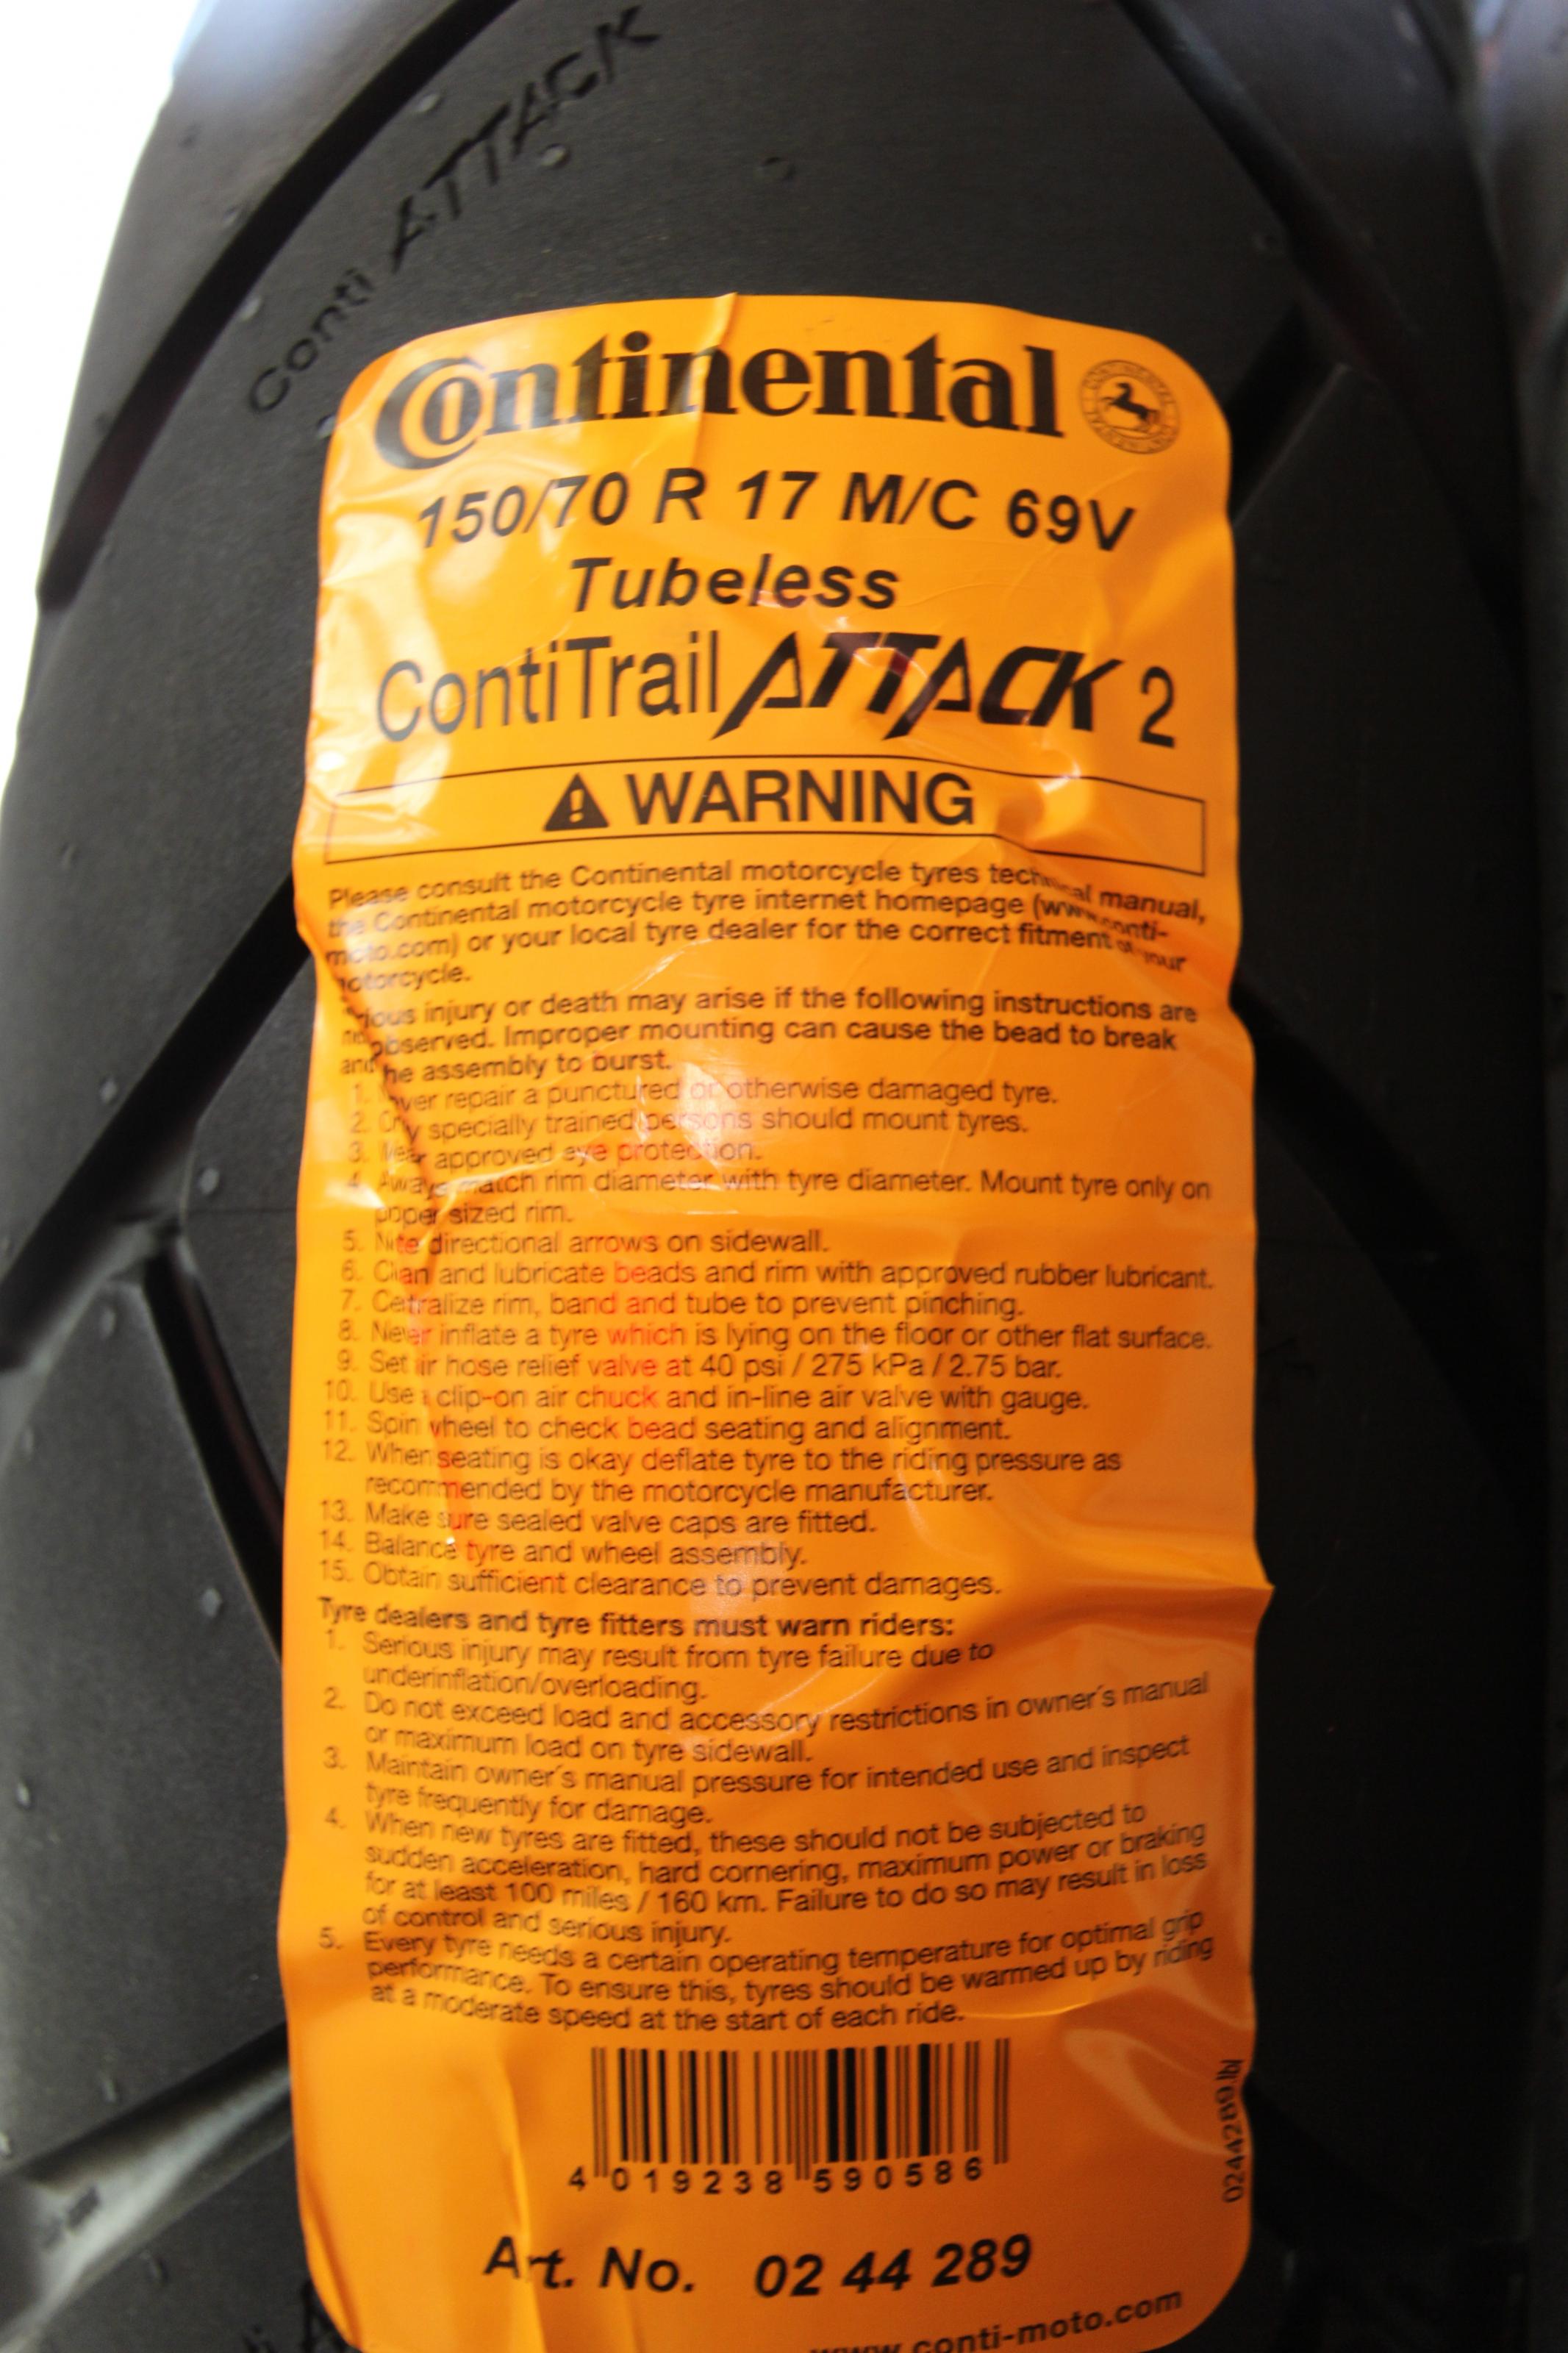 Conti ATTACK
Continental
150/70 R 17 M/C 69V
Tubeless
ContiTrail ATTACK 2
WARNING
Please consult the Continental motorcycle tyres technical manual,
the Continental motorcycle tyre internet homepage (www.conti-
moto.com) or your local tyre dealer for the correct fitment of your
motorcycle.
injury or death may arise if the following instructions are
observed. Improper mounting can cause the bead to break
and the assembly to burst.
1. Never repair a punctured or otherwise damaged tyre.
2. Only specially trained persons should mount tyres.
3. Wear approved eye protection.
4. Always match rim diameter with tyre diameter. Mount tyre only on
sized rim.
5. Note directional arrows on sidewall.
6. Clean and lubricate beads and rim with approved rubber lubricant.
7. Centralize rim, band and tube to prevent pinching.
8. Never inflate a tyre which is lying on the floor or other flat surface.
9. Set air hose relief valve at 40 psi / 275 kPa / 2.75 bar.
10. Use a clip-on air chuck and in-line air valve with gauge.
11. Spin wheel to check bead seating and alignment.
12. When seating is okay deflate tyre to the riding pressure as
recommended by the motorcycle manufacturer.
13. Make sure sealed valve caps are fitted.
14. Balance tyre and wheel assembly.
15. Obtain sufficient clearance to prevent damages.
Tyre dealers and tyre fitters must warn riders:
1. Serious injury may result from tyre failure due to
underinflation/overloading.
2. Do not exceed load and accessory restrictions in owner´s manual
or maximum load on tyre sidewall.
3. Maintain owner´s manual pressure for intended use and inspect
tyre frequently for damage.
4. When new tyres are fitted, these should not be subjected to
sudden acceleration, hard cornering, maximum power or braking
for at least 100 miles / 160 km. Failure to do so may result in loss
of control and serious injury.
5. Every tyre needs a certain operating temperature for optimal grip
performance. To ensure this, tyres should be warmed up by riding
at a moderate speed at the start of each ride.
4 019238 590586
0244289.lbl
Art. No. 02 44 289
www.conti-moto.com